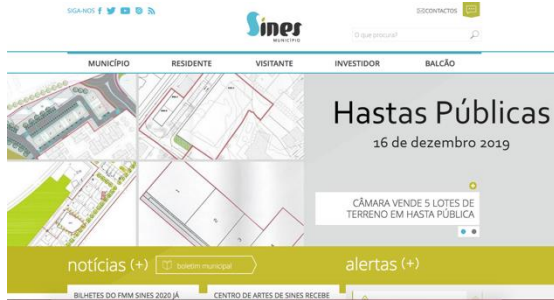 SIGA-NOS
CONTACTOS
Sines
MUNICÍPIO
O que procura?
MUNICÍPIO RESIDENTE VISITANTE INVESTIDOR BALCÃO
Hastas Públicas
16 de dezembro 2019
CÂMARA VENDE 5 LOTES DE
TERRENO EM HASTA PÚBLICA
notícias (+) boletim municipal alertas (+)
BILHETES DO FMM SINES 2020 JÁ
CENTRO DE ARTES DE SINES RECEBE